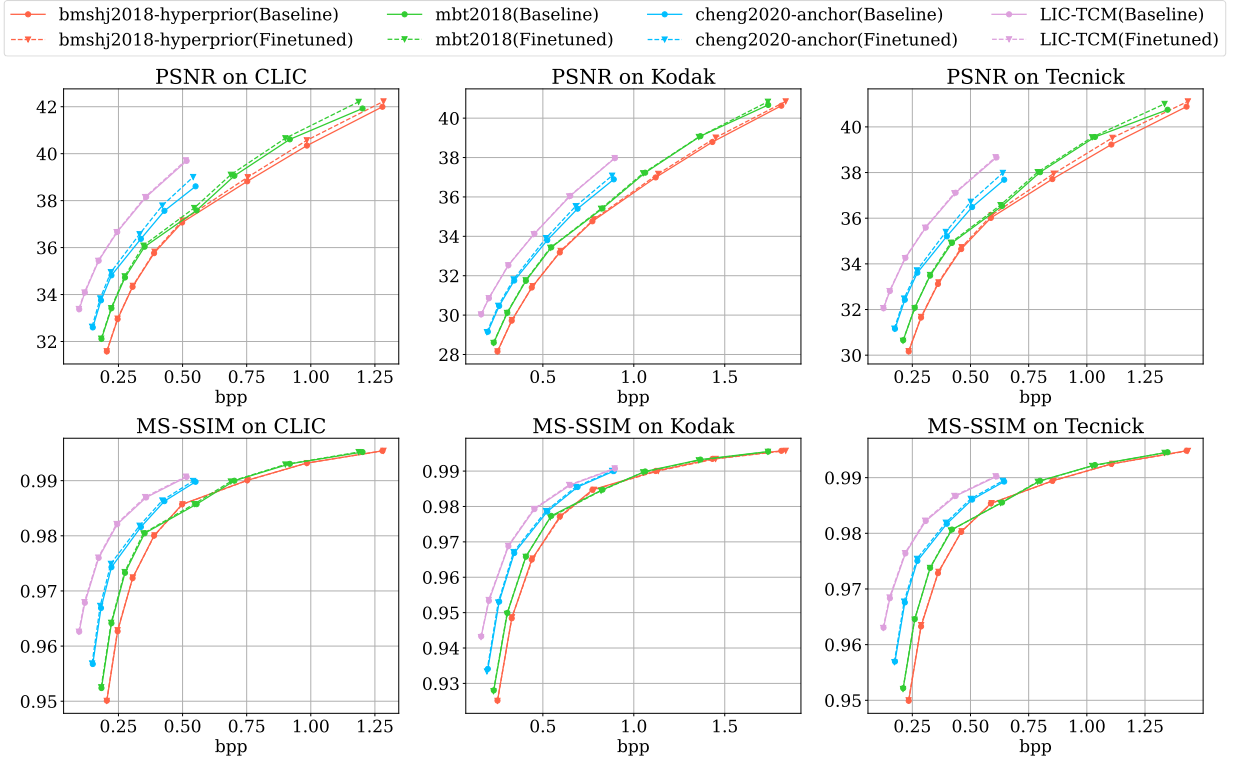 bmshj2018-hyperprior(Baseline) mbt2018(Baseline) cheng2020-anchor(Baseline) LIC-TCM(Baseline)
bmshj2018-hyperprior(Finetuned) mbt2018(Finetuned) cheng2020-anchor(Finetuned) LIC-TCM(Finetuned)
PSNR on CLIC
42
40
38
36
34
32
0.25 0.50 0.75 1.00 1.25
bpp
PSNR on Kodak
40
38
36
34
32
30
28
0.5 1.0 1.5
bpp
PSNR on Tecnick
40
38
36
34
32
30
0.25 0.50 0.75 1.00 1.25
bpp
MS-SSIM on CLIC
0.99
0.98
0.97
0.96
0.95
0.25 0.50 0.75 1.00 1.25
bpp
MS-SSIM on Kodak
0.99
0.98
0.97
0.96
0.95
0.94
0.93
0.5 1.0 1.5
bpp
MS-SSIM on Tecnick
0.99
0.98
0.97
0.96
0.95
0.25 0.50 0.75 1.00 1.25
bpp